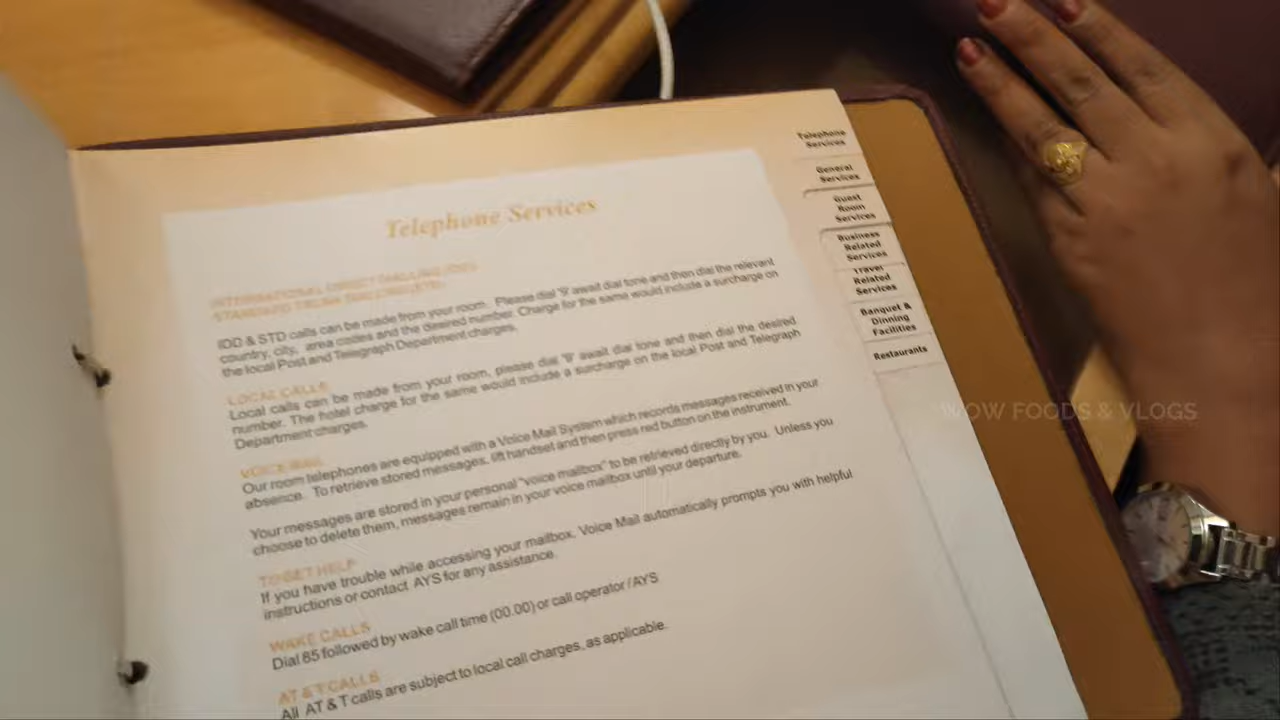 Telephone Services
INTERNATIONAL DIRECT DIALLING (IDD)
STANDARD TRUNK DIALLING (STD)
IDD & STD calls can be made from your room. Please dial '9' await dial tone and then dial the relevant
country, city, area codes and the desired number. Charge for the same would include a surcharge on
the local Post and Telegraph Department charges.
LOCAL CALLS
Local calls can be made from your room, please dial '9' await dial tone and then dial the desired
number. The hotel charge for the same would include a surcharge on the local Post and Telegraph
Department charges.
VOICE MAIL
Our room telephones are equipped with a Voice Mail System which records messages received in your
absence. To retrieve stored messages, lift handset and then press red button on the instrument.
Your messages are stored in your personal "voice mailbox" to be retrieved directly by you. Unless you
choose to delete them, messages remain in your voice mailbox until your departure.
TO GET HELP
If you have trouble while accessing your mailbox, Voice Mail automatically prompts you with helpful
instructions or contact AYS for any assistance.
WAKE CALLS
Dial 85 followed by wake call time (00.00) or call operator / AYS
AT & T CALLS
All AT & T calls are subject to local call charges, as applicable.
Telephone
Services
General
Services
Guest
Room
Services
Business
Related
Services
Travel
Related
Services
Banquet &
Dinning
Facilities
Restaurants
WOW FOODS & VLOGS